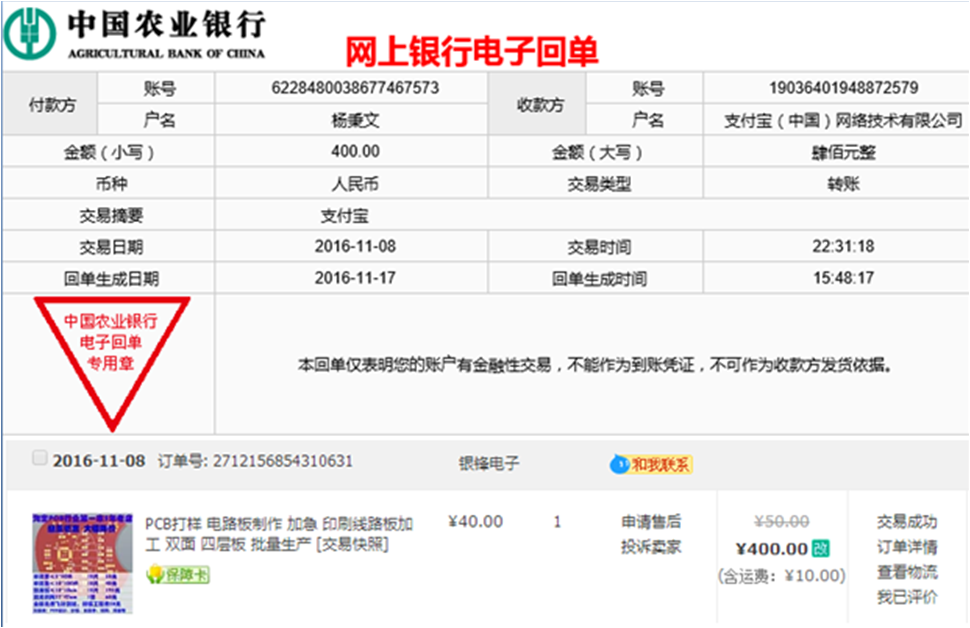 中国农业银行
AGRICULTURAL BANK OF CHINA
网上银行电子回单
付款方 账号 6228480038677467573 收款方 账号 19036401948872579
户名 杨秉文 户名 支付宝（中国）网络技术有限公司
金额（小写） 400.00 金额（大写） 肆佰元整
币种 人民币 交易类型 转账
交易摘要 支付宝
交易日期 2016-11-08 交易时间 22:31:18
回单生成日期 2016-11-17 回单生成时间 15:48:17
中国农业银行
电子回单
专用章
本回单仅表明您的账户有金融性交易，不能作为到账凭证，不可作为收款方发货依据。
2016-11-08 订单号: 2712156854310631 银锋电子 和我联系
PCB打样 电路板制作 加急 印刷线路板加 ¥40.00 1 申请售后 ¥50.00 交易成功
工 双面 四层板 批量生产 [交易快照] 投诉卖家 ¥400.00 改 订单详情
保障卡 (含运费: ¥10.00) 查看物流
我已评价